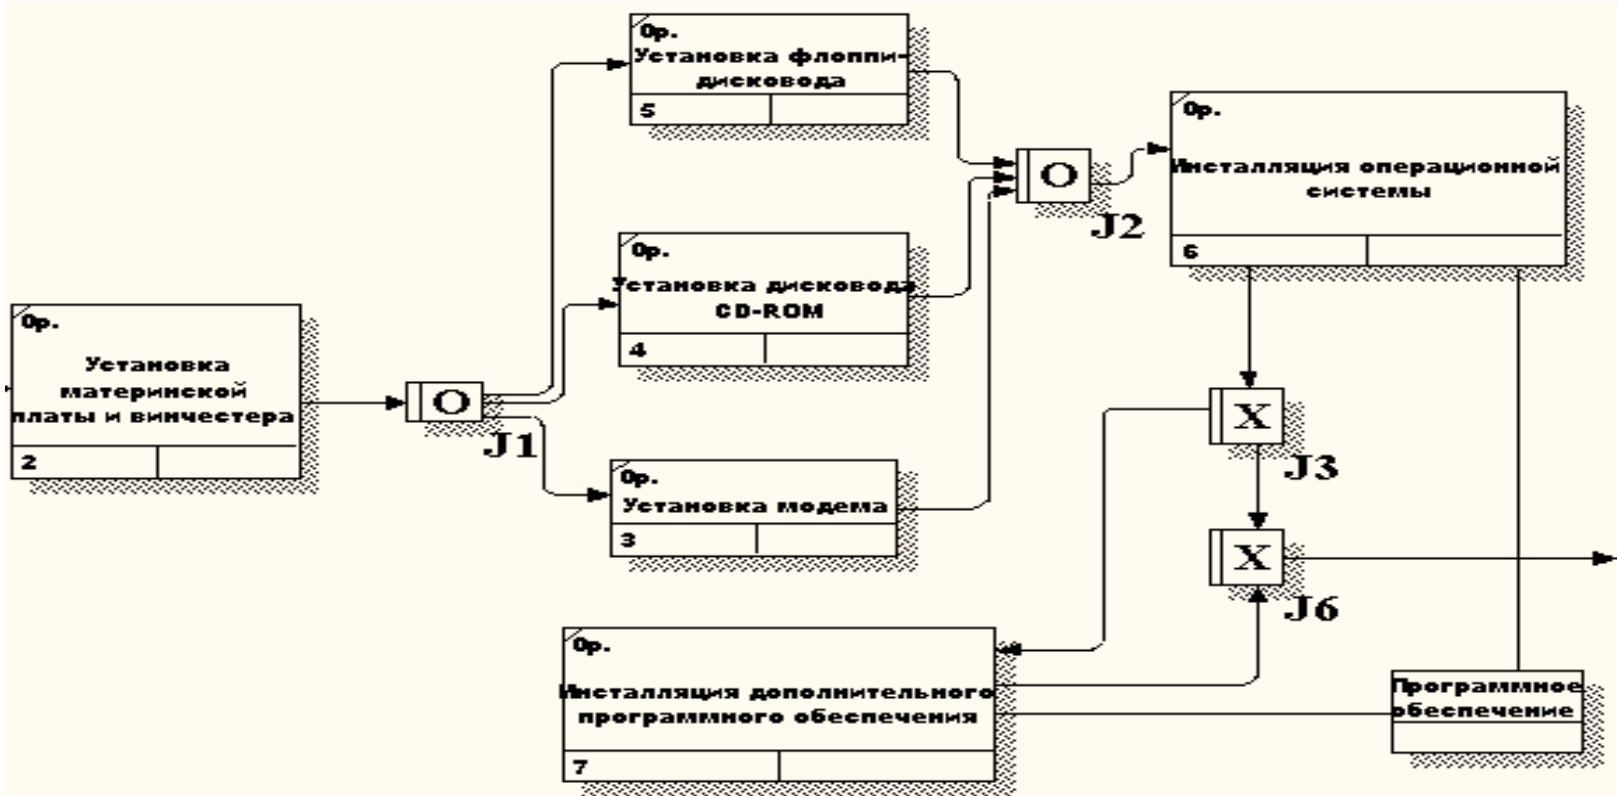 0р.
Установка флоппи-
дисковода
5
0р.
Инсталляция операционной
системы
6
O
J2
0р.
Установка дисковода
CD-ROM
4
0р.
Установка
материнской
платы и винчестера
2
O
J1
X
J3
0р.
Установка модема
3
X
J6
0р.
Инсталляция дополнительного
программного обеспечения
7
Программное
обеспечение